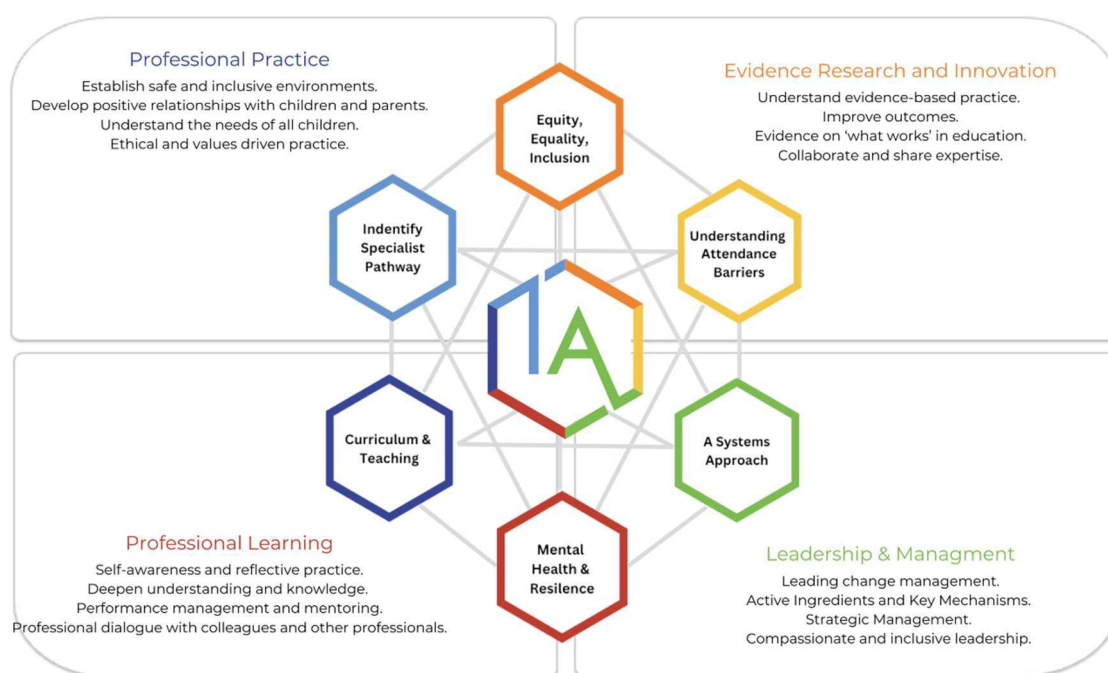 Professional Practice
Establish safe and inclusive environments.
Develop positive relationships with children and parents.
Understand the needs of all children.
Ethical and values driven practice.
Evidence Research and Innovation
Understand evidence-based practice.
Improve outcomes.
Evidence on ‘what works’ in education.
Collaborate and share expertise.
Equity,
Equality,
Inclusion
Indentify
Specialist
Pathway
Understanding
Attendance
Barriers
1A
Curriculum &
Teaching
A Systems
Approach
Mental
Health &
Resilence
Professional Learning
Self-awareness and reflective practice.
Deepen understanding and knowledge.
Performance management and mentoring.
Professional dialogue with colleagues and other professionals.
Leadership & Managment
Leading change management.
Active Ingredients and Key Mechanisms.
Strategic Management.
Compassionate and inclusive leadership.